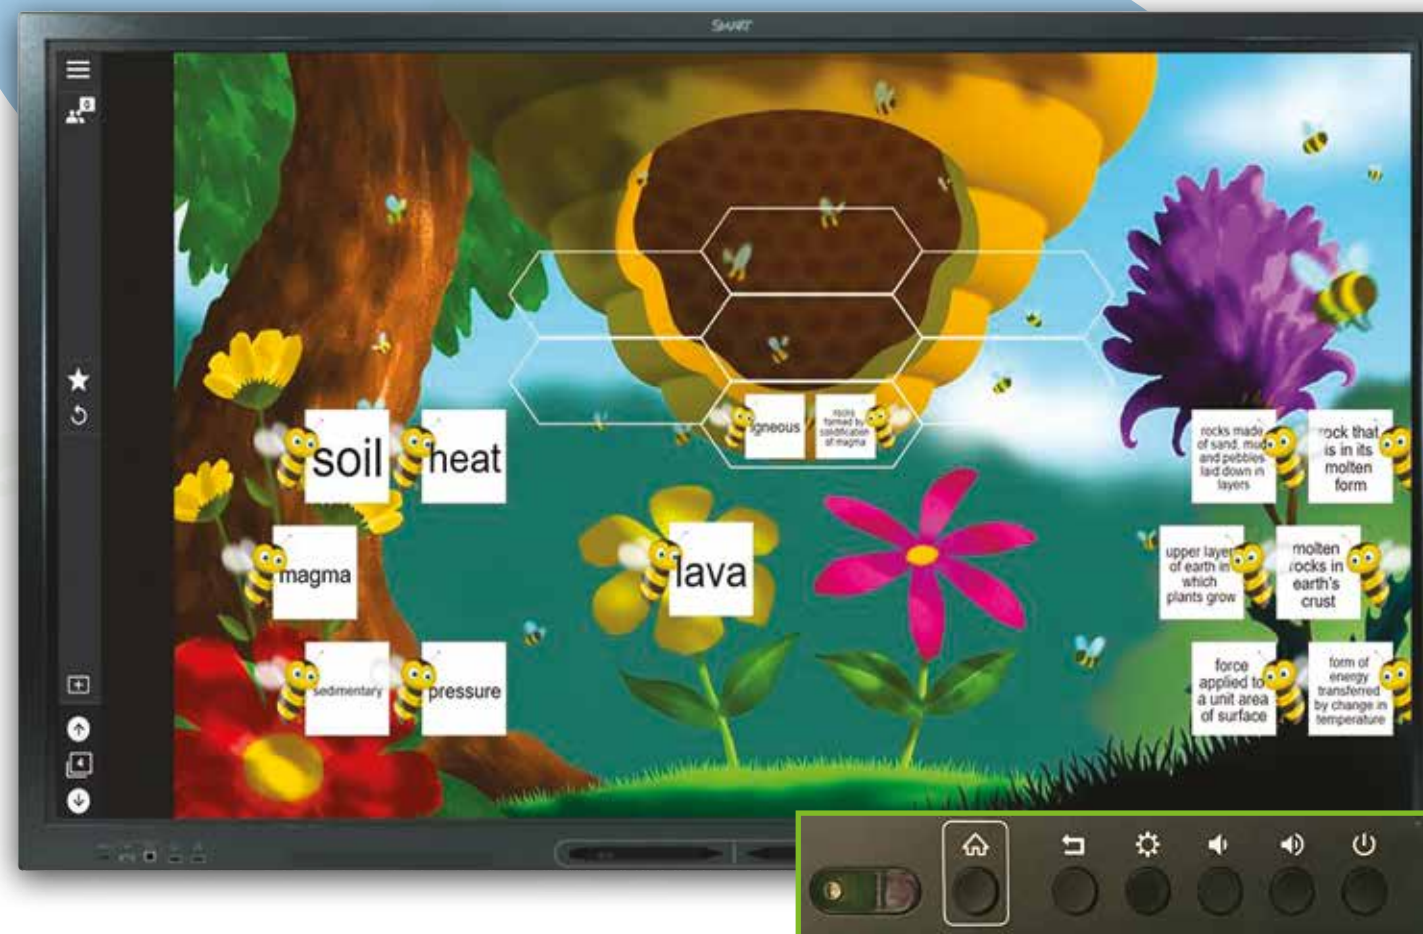 SMART
0
igneous
rocks
formed by
solidification
of magma
soil
heat
magma
lava
sedimentary
pressure
rocks made
of sand, mud
and pebbles
laid down in
layers
rock that
is in its
molten
form
upper layer
of earth in
which
plants grow
molten
rocks in
earth's
crust
force
applied to
a unit area
of surface
form of
energy
transferred
by change in
temperature
4